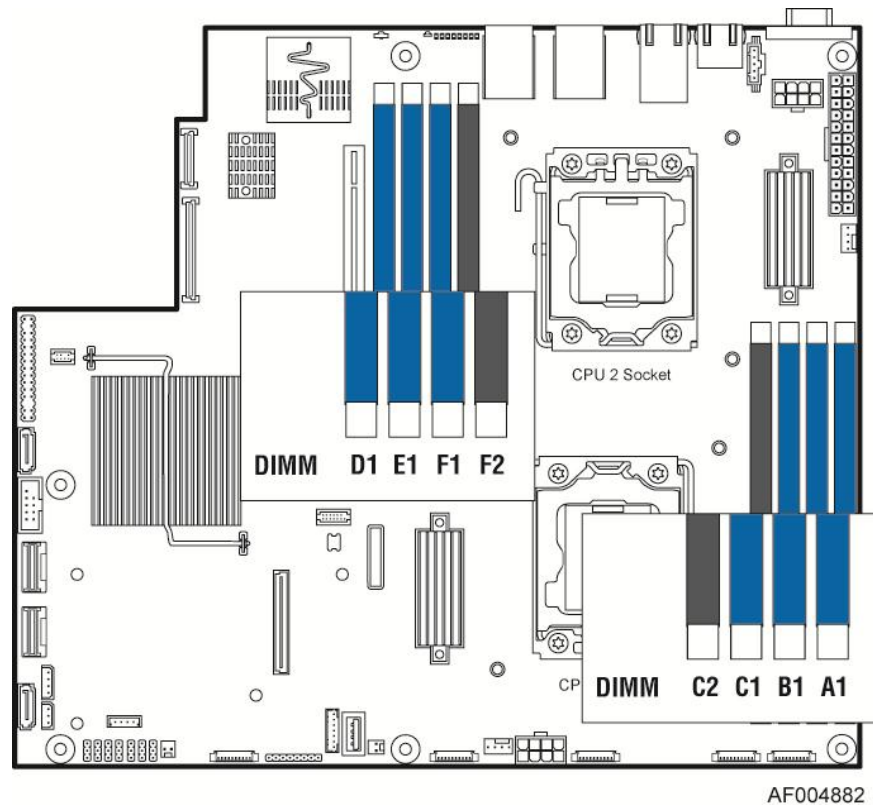 CPU 2 Socket
DIMM D1 E1 F1 F2
CP
DIMM C2 C1 B1 A1
AF004882